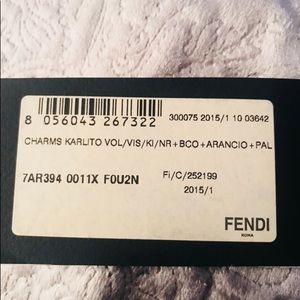 8 056043 267322
300075 2015/1 10 03642
CHARMS KARLITO VOL/VIS/KI/NR+BCO+ARANCIO+PAL
7AR394 0011X F0U2N
Fi/C/252199
2015/1
FENDI
ROMA